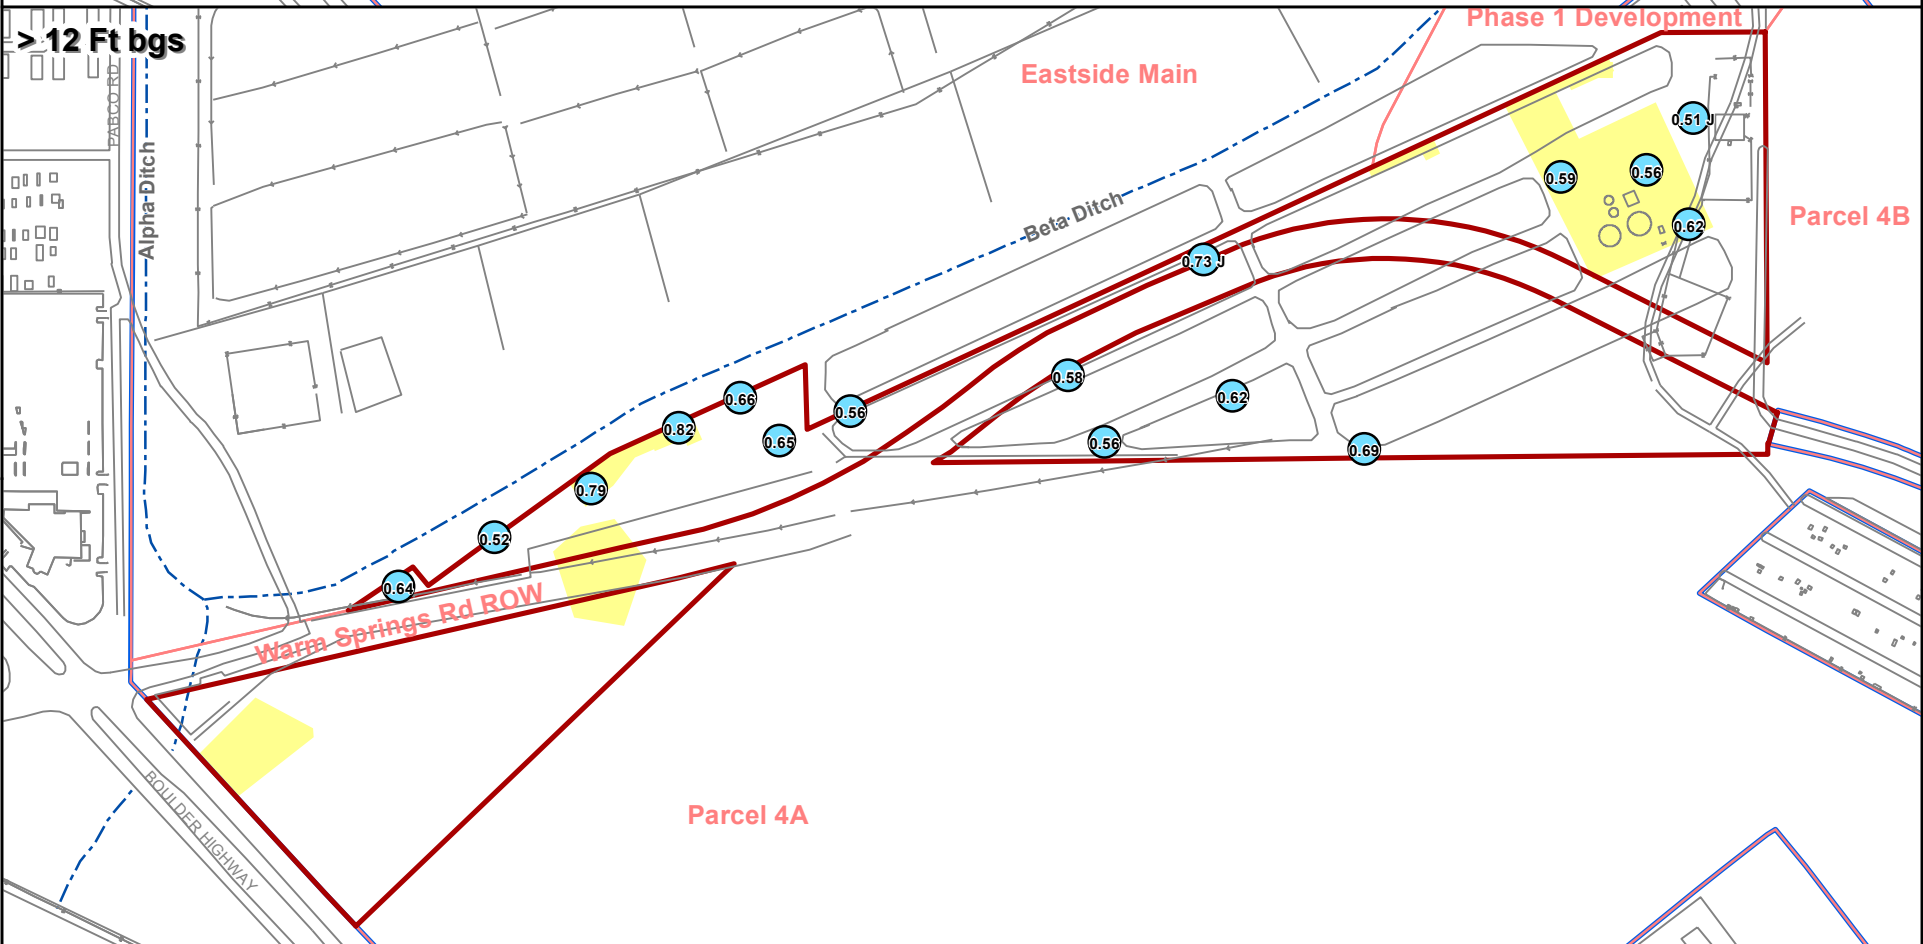 > 12 Ft bgs
Phase 1 Development
Eastside Main
PABCO RD
Alpha Ditch
Beta Ditch
Parcel 4B
0.51 J
0.59
0.56
0.62
0.73 J
0.58
0.62
0.66
0.56
0.82
0.65
0.56
0.69
0.79
0.52
0.64
Warm Springs Rd ROW
Parcel 4A
BOULDER HIGHWAY